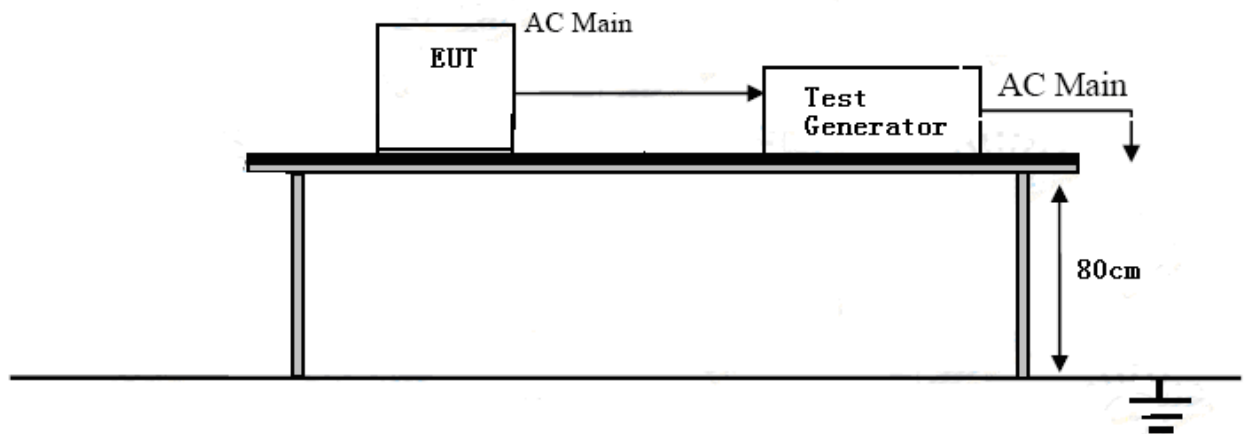 AC Main
EUT
Test
Generator
AC Main
80cm